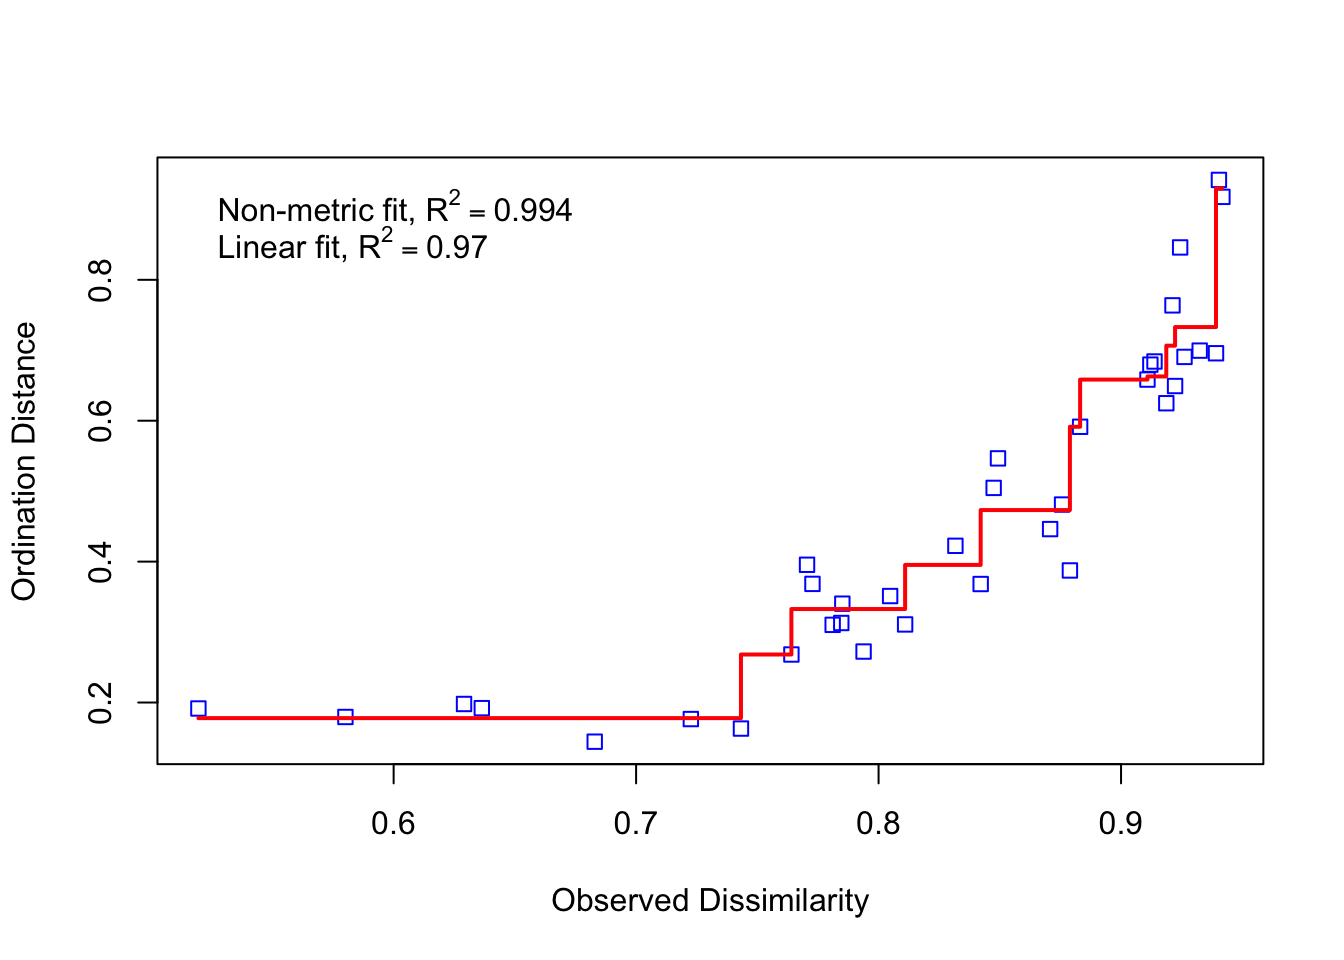 Non-metric fit, R² = 0.994
Linear fit, R² = 0.97
Ordination Distance
0.8
0.6
0.4
0.2
0.6 0.7 0.8 0.9
Observed Dissimilarity